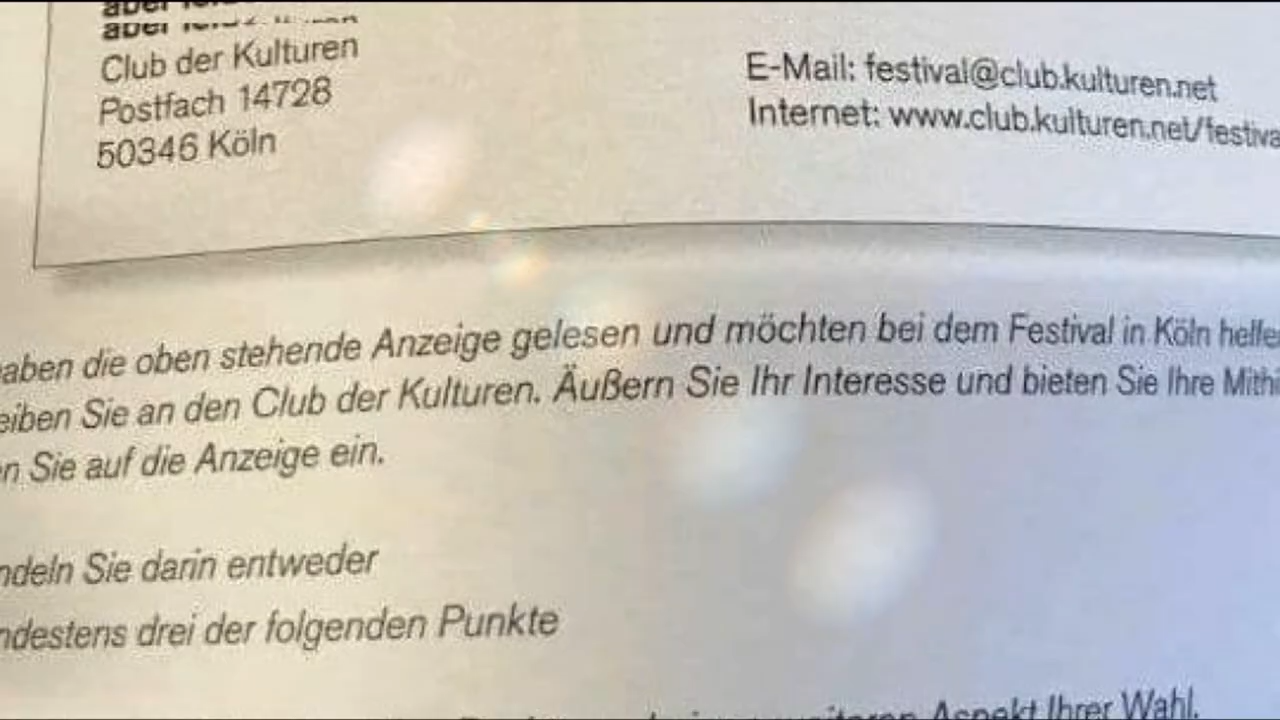 Club der Kulturen
Postfach 14728
50346 Köln
E-Mail: festival@club.kulturen.net
Internet: www.club.kulturen.net/festiva
aben die oben stehende Anzeige gelesen und möchten bei dem Festival in Köln helfe
eiben Sie an den Club der Kulturen. Äußern Sie Ihr Interesse und bieten Sie Ihre Mithi
n Sie auf die Anzeige ein.
ndeln Sie darin entweder
ndestens drei der folgenden Punkte
Aspekt Ihrer Wahl.